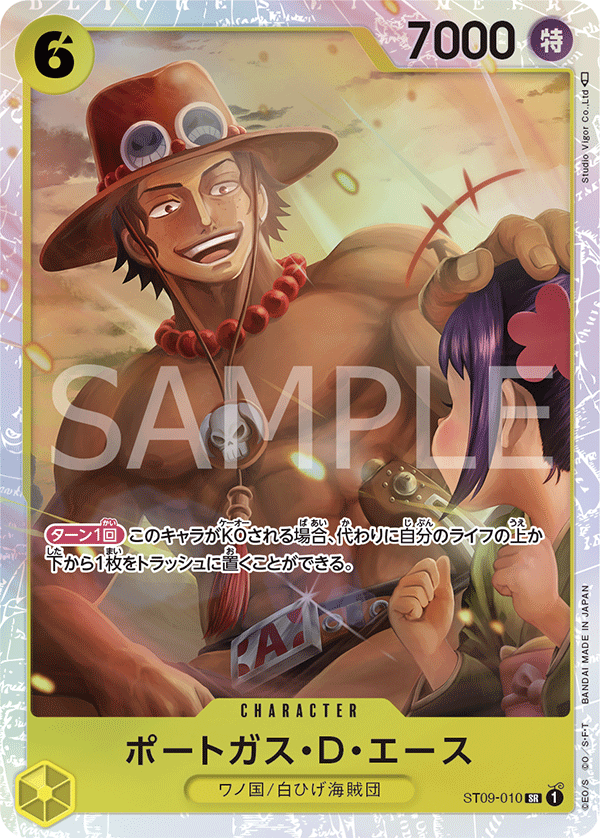 6
7000 特
Studio Vigor Co.,Ltd
SAMPLE
ターン1回 このキャラがKOされる場合、代わりに自分のライフの上か
下から1枚をトラッシュに置くことができる。
CHARACTER
ポートガス・D・エース
ワノ国/白ひげ海賊団
ST09-010 SR 1
©EO/S ©O/S・F・T BANDAI MADE IN JAPAN